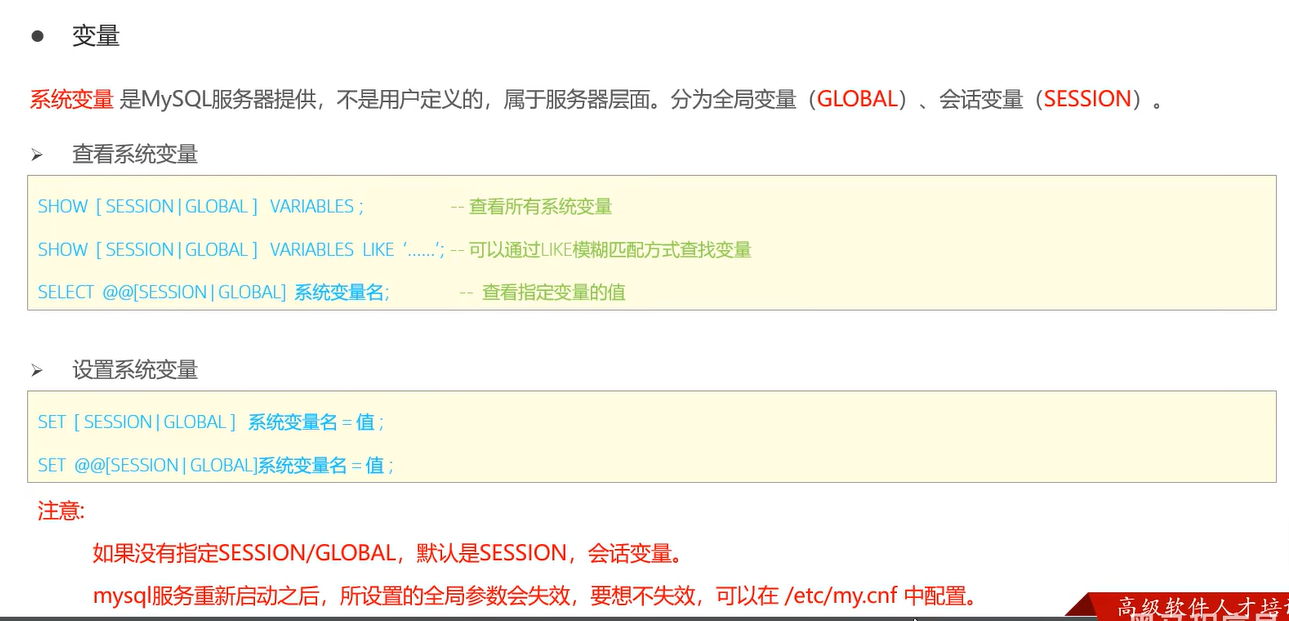 变量
系统变量 是MySQL服务器提供，不是用户定义的，属于服务器层面。分为全局变量（GLOBAL）、会话变量（SESSION）。
查看系统变量
SHOW [ SESSION | GLOBAL ] VARIABLES ; -- 查看所有系统变量
SHOW [ SESSION | GLOBAL ] VARIABLES LIKE ‘......’; -- 可以通过LIKE模糊匹配方式查找变量
SELECT @@[SESSION | GLOBAL] 系统变量名; -- 查看指定变量的值
设置系统变量
SET [ SESSION | GLOBAL ] 系统变量名 = 值 ;
SET @@[SESSION | GLOBAL]系统变量名 = 值 ;
注意:
如果没有指定SESSION/GLOBAL，默认是SESSION，会话变量。
mysql服务重新启动之后，所设置的全局参数会失效，要想不失效，可以在 /etc/my.cnf 中配置。
高级软件人才培